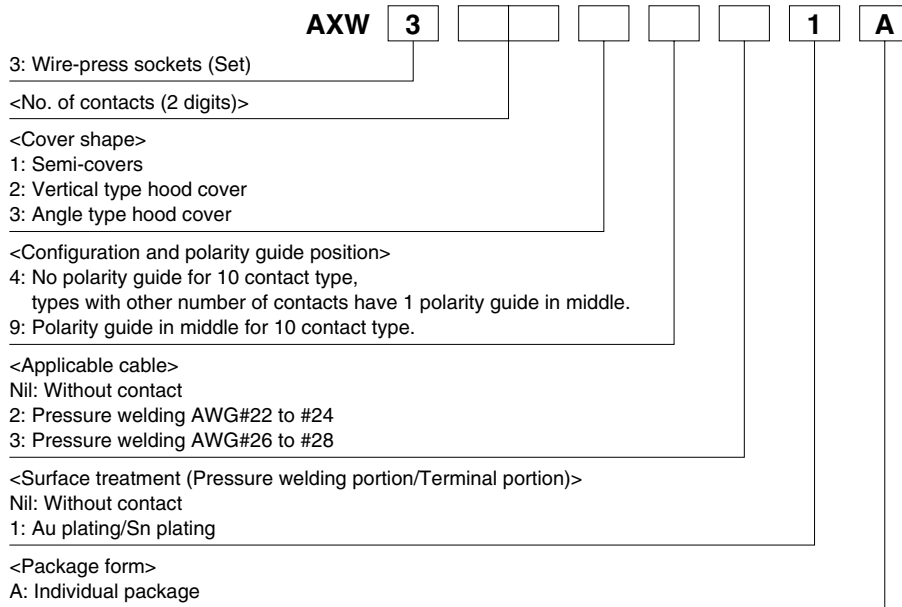 AXW 3 1 A
3: Wire-press sockets (Set)
<No. of contacts (2 digits)>
<Cover shape>
1: Semi-covers
2: Vertical type hood cover
3: Angle type hood cover
<Configuration and polarity guide position>
4: No polarity guide for 10 contact type,
types with other number of contacts have 1 polarity guide in middle.
9: Polarity guide in middle for 10 contact type.
<Applicable cable>
Nil: Without contact
2: Pressure welding AWG#22 to #24
3: Pressure welding AWG#26 to #28
<Surface treatment (Pressure welding portion/Terminal portion)>
Nil: Without contact
1: Au plating/Sn plating
<Package form>
A: Individual package